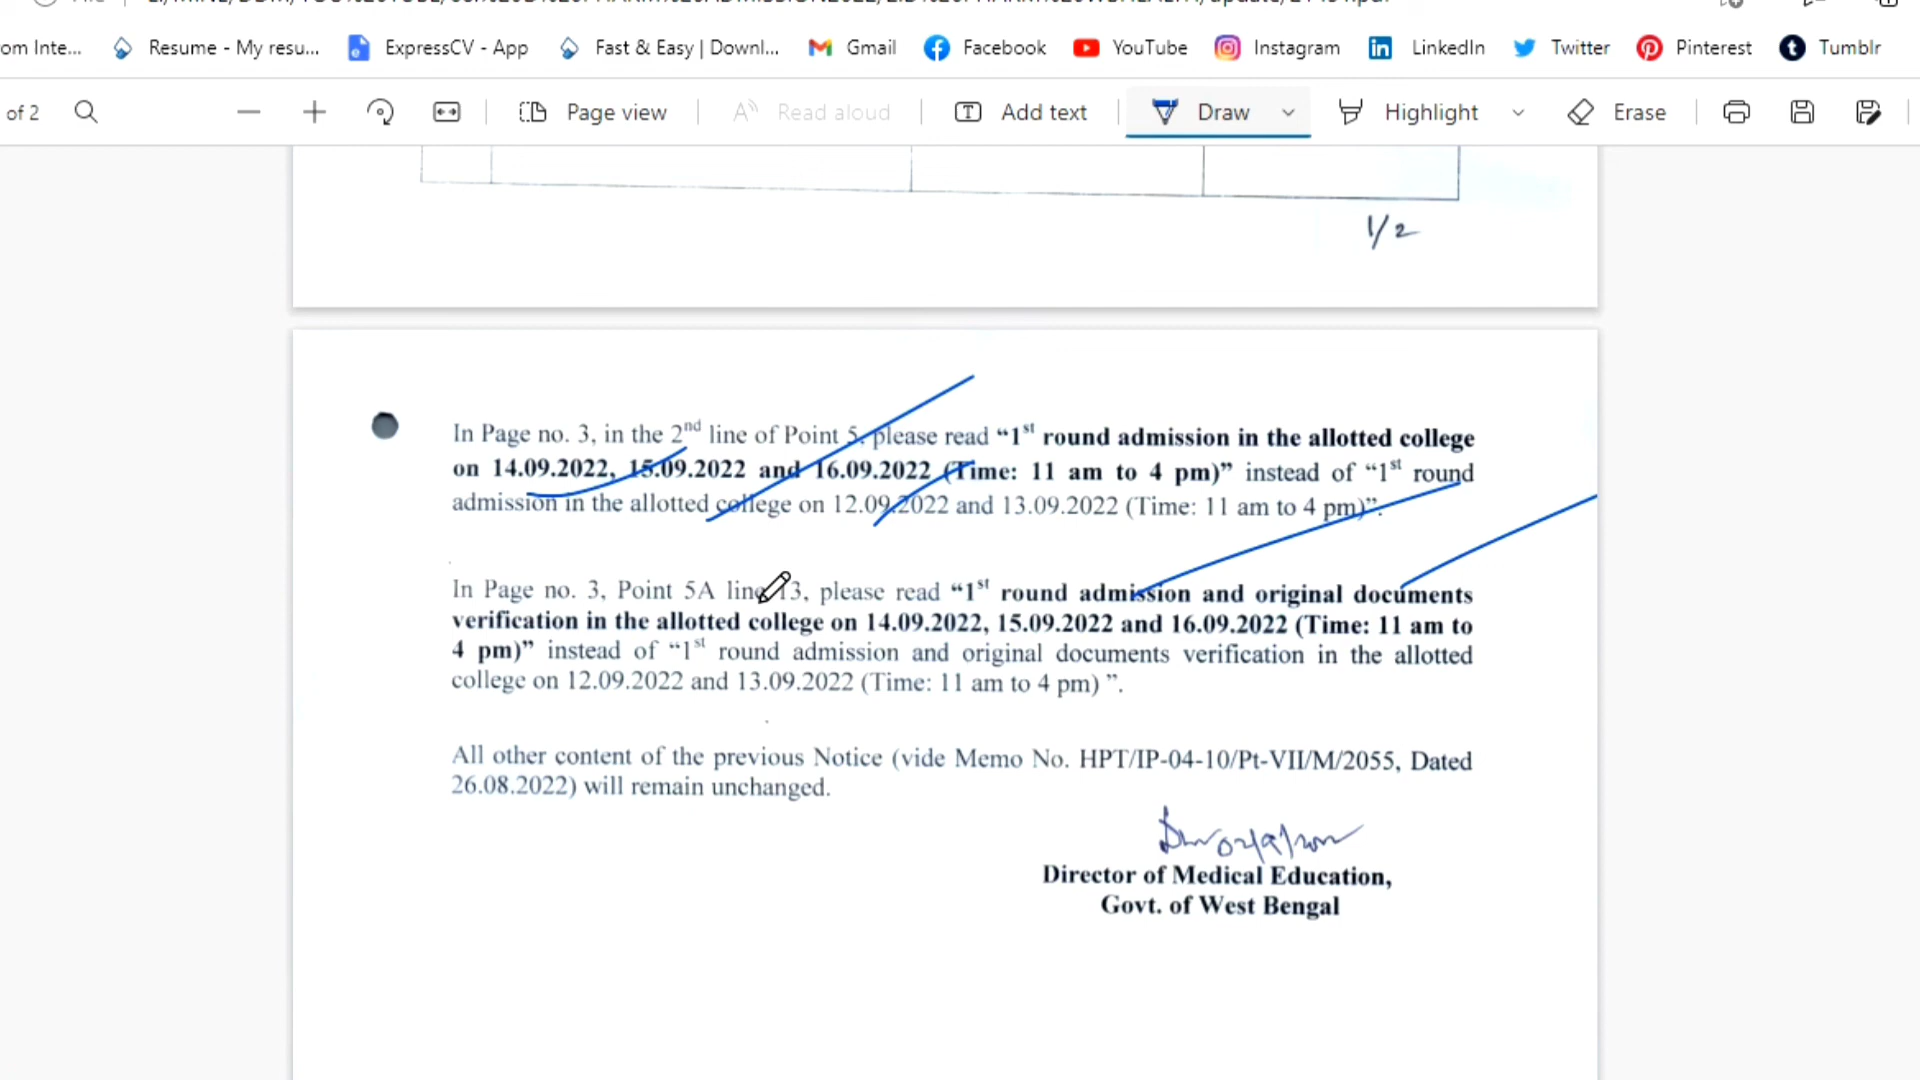 om Inte... Resume - My resu... ExpressCV - App Fast & Easy | Downl... Gmail Facebook YouTube Instagram LinkedIn Twitter Pinterest Tumblr
of 2 Page view Read aloud Add text Draw Highlight Erase
1/2
In Page no. 3, in the 2nd line of Point 5, please read “1st round admission in the allotted college
on 14.09.2022, 15.09.2022 and 16.09.2022 (Time: 11 am to 4 pm)” instead of “1st round
admission in the allotted college on 12.09.2022 and 13.09.2022 (Time: 11 am to 4 pm)”.
In Page no. 3, Point 5A line 13, please read “1st round admission and original documents
verification in the allotted college on 14.09.2022, 15.09.2022 and 16.09.2022 (Time: 11 am to
4 pm)” instead of “1st round admission and original documents verification in the allotted
college on 12.09.2022 and 13.09.2022 (Time: 11 am to 4 pm) ”.
All other content of the previous Notice (vide Memo No. HPT/IP-04-10/Pt-VII/M/2055, Dated
26.08.2022) will remain unchanged.
Director of Medical Education,
Govt. of West Bengal